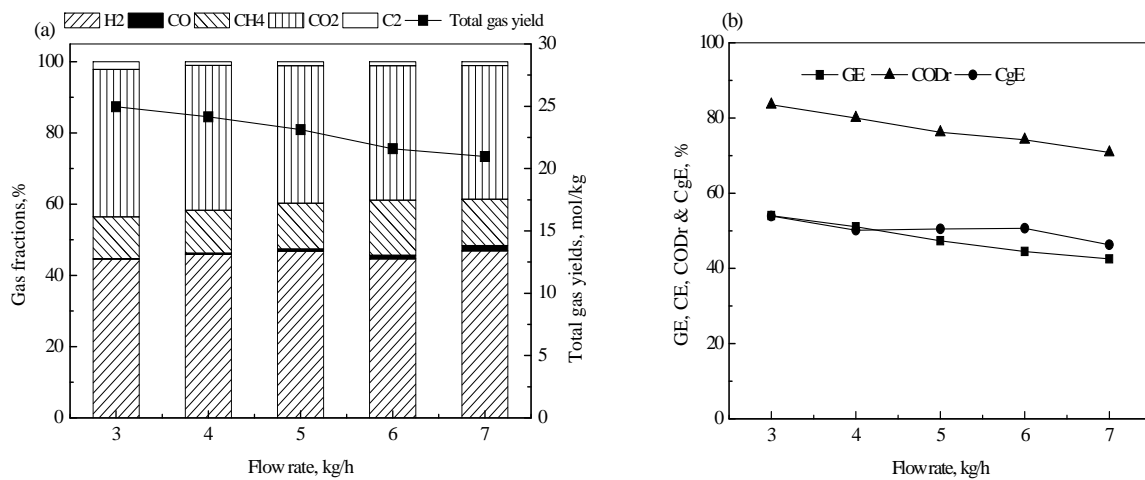 (a) H2 CO CH4 CO2 C2 Total gas yield
100
80
60
40
20
0
Gas fractions,%
30
25
20
15
10
5
0
Total gas yields, mol/kg
3 4 5 6 7
Flow rate, kg/h
(b)
100
80
60
40
20
0
GE, CE, CODr & CgE, %
GE CODr CgE
3 4 5 6 7
Flow rate, kg/h